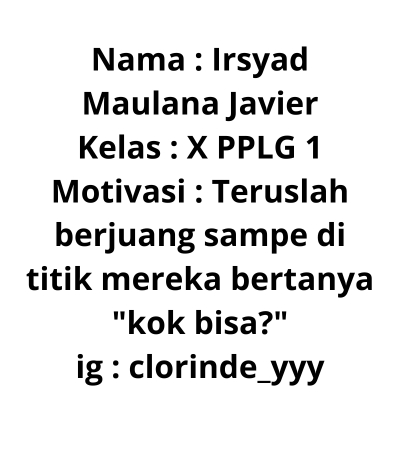 Nama : Irsyad
Maulana Javier
Kelas : X PPLG 1
Motivasi : Teruslah
berjuang sampe di
titik mereka bertanya
"kok bisa?"
ig : clorinde_yyy